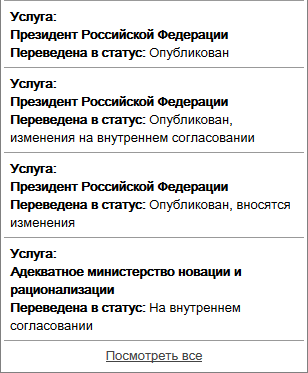 Услуга:
Президент Российской Федерации
Переведена в статус: Опубликован
Услуга:
Президент Российской Федерации
Переведена в статус: Опубликован,
изменения на внутреннем согласовании
Услуга:
Президент Российской Федерации
Переведена в статус: Опубликован, вносятся
изменения
Услуга:
Адекватное министерство новации и
рационализации
Переведена в статус: На внутреннем
согласовании
Посмотреть все